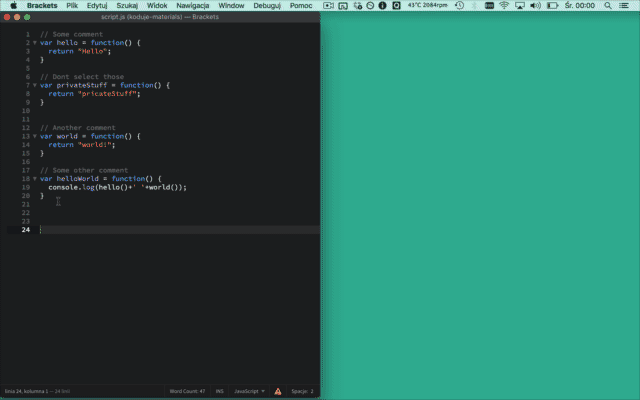 Brackets Plik Edytuj Szukaj Widok Nawigacja Window Debuguj Pomoc 43°C 2084rpm Śr. 00:00
script.js (koduje-materials) — Brackets
1 // Some comment
2 var hello = function() {
3 return "Hello";
4 }
5
6 // Dont select those
7 var privateStuff = function() {
8 return "pricateStuff";
9 }
10
11
12 // Another comment
13 var world = function() {
14 return "world!";
15 }
16
17 // Some other comment
18 var helloWorld = function() {
19 console.log(hello()+' '+world());
20 }
21
22
23
24
linia 24, kolumna 1 — 24 linii Word Count: 47 INS JavaScript Spacje: 2